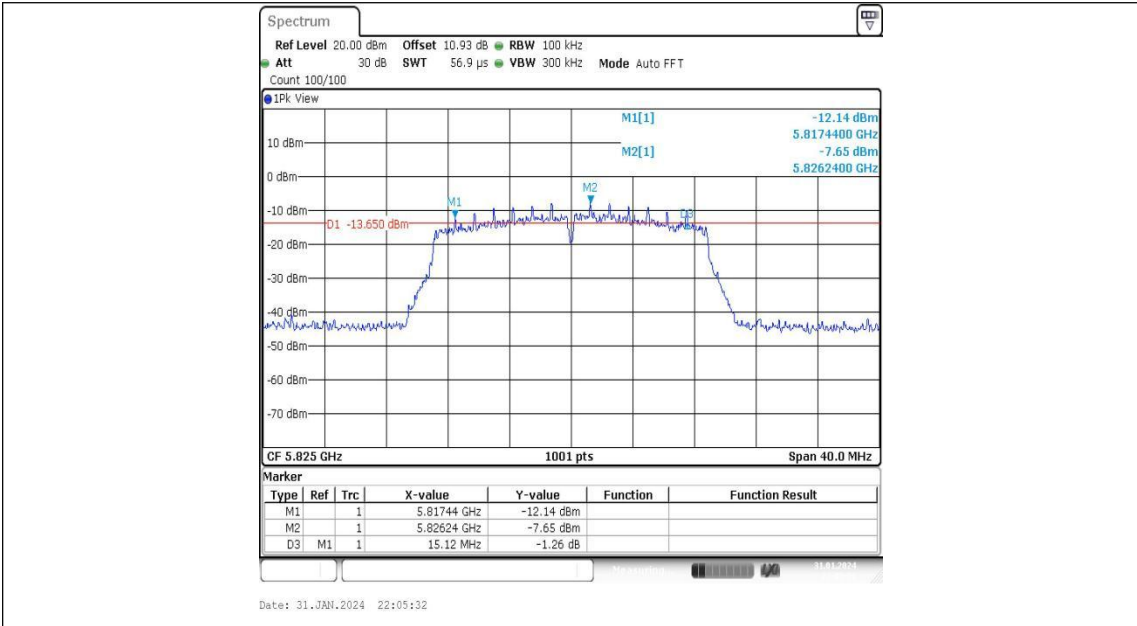 Spectrum
Ref Level 20.00 dBm Offset 10.93 dB RBW 100 kHz
Att 30 dB SWT 56.9 µs VBW 300 kHz Mode Auto FFT
Count 100/100
1Pk View
M1[1] -12.14 dBm
5.8174400 GHz
10 dBm
M2[1] -7.65 dBm
5.8262400 GHz
0 dBm
M2
M1
-10 dBm
D3
D1 -13.650 dBm
-20 dBm
-30 dBm
-40 dBm
-50 dBm
-60 dBm
-70 dBm
CF 5.825 GHz 1001 pts Span 40.0 MHz
Marker
Type Ref Trc X-value Y-value Function Function Result
M1 1 5.81744 GHz -12.14 dBm
M2 1 5.82624 GHz -7.65 dBm
D3 M1 1 15.12 MHz -1.26 dB
Measuring 31.01.2024
Date: 31.JAN.2024 22:05:32